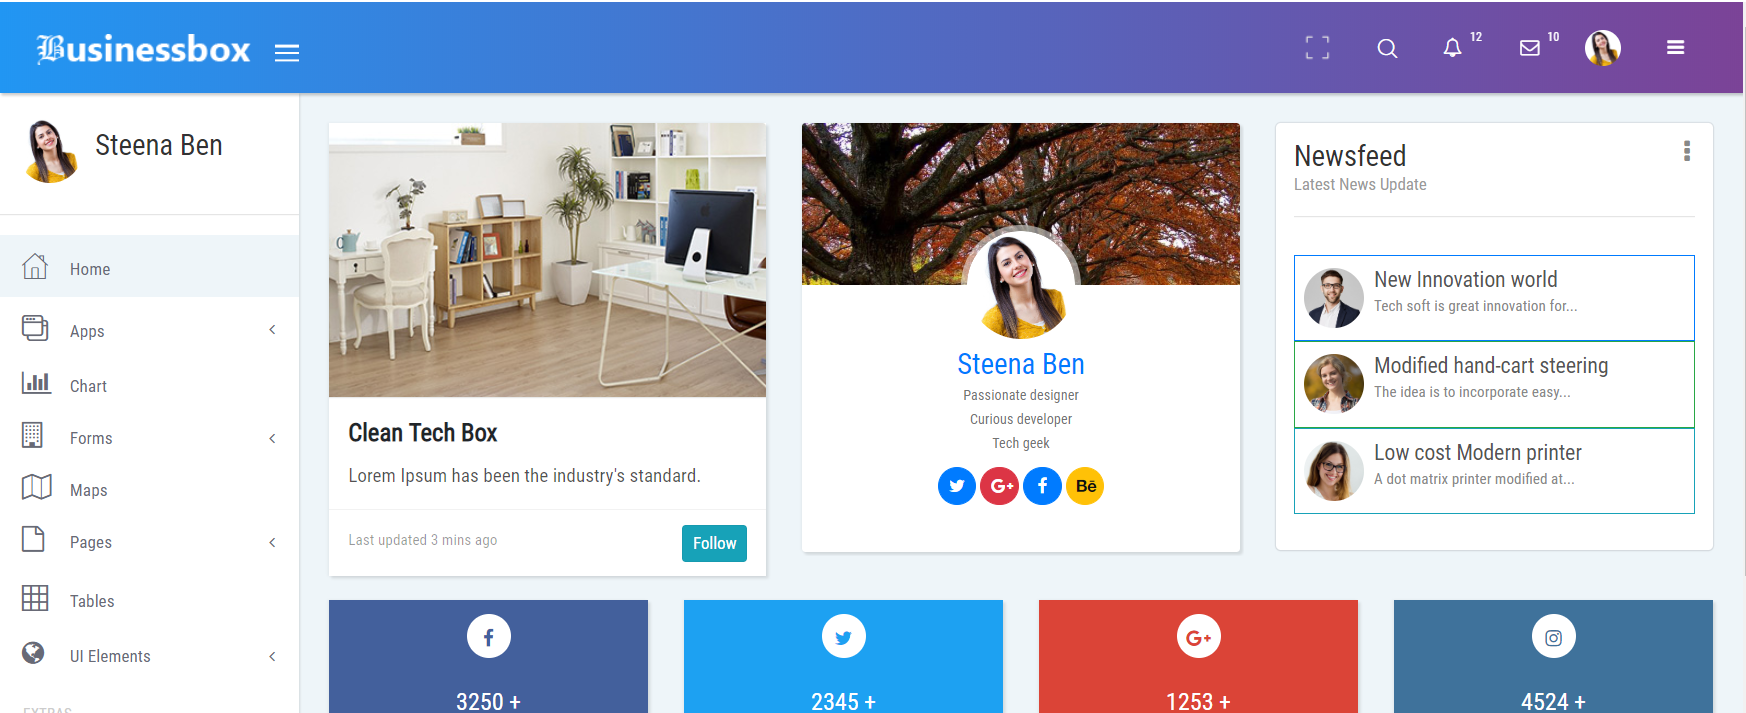 Businessbox
12
10
Steena Ben
Home
Apps
Chart
Forms
Maps
Pages
Tables
UI Elements
EXTRAS
Clean Tech Box
Lorem Ipsum has been the industry's standard.
Last updated 3 mins ago
Follow
Steena Ben
Passionate designer
Curious developer
Tech geek
G+
f
Bē
Newsfeed
Latest News Update
New Innovation world
Tech soft is great innovation for...
Modified hand-cart steering
The idea is to incorporate easy...
Low cost Modern printer
A dot matrix printer modified at...
f
G+
3250 +
2345 +
1253 +
4524 +